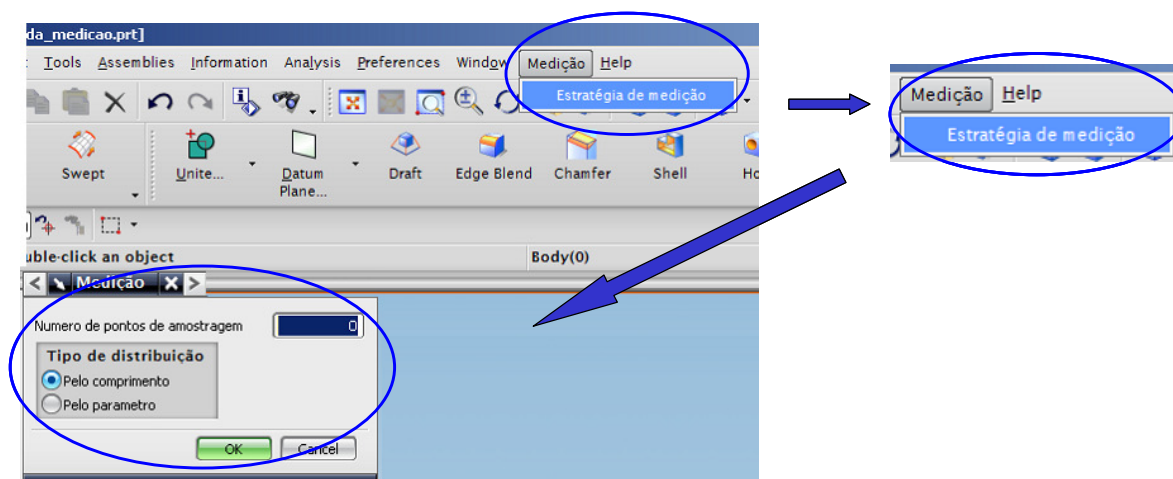 da_medicao.prt]
Tools Assemblies Information Analysis Preferences Window Medição Help
Estratégia de medição
Swept Unite... Datum Plane... Draft Edge Blend Chamfer Shell
uble-click an object Body(0)
Medição
Numero de pontos de amostragem 0
Tipo de distribuição
Pelo comprimento
Pelo parametro
OK Cancel
Medição Help
Estratégia de medição